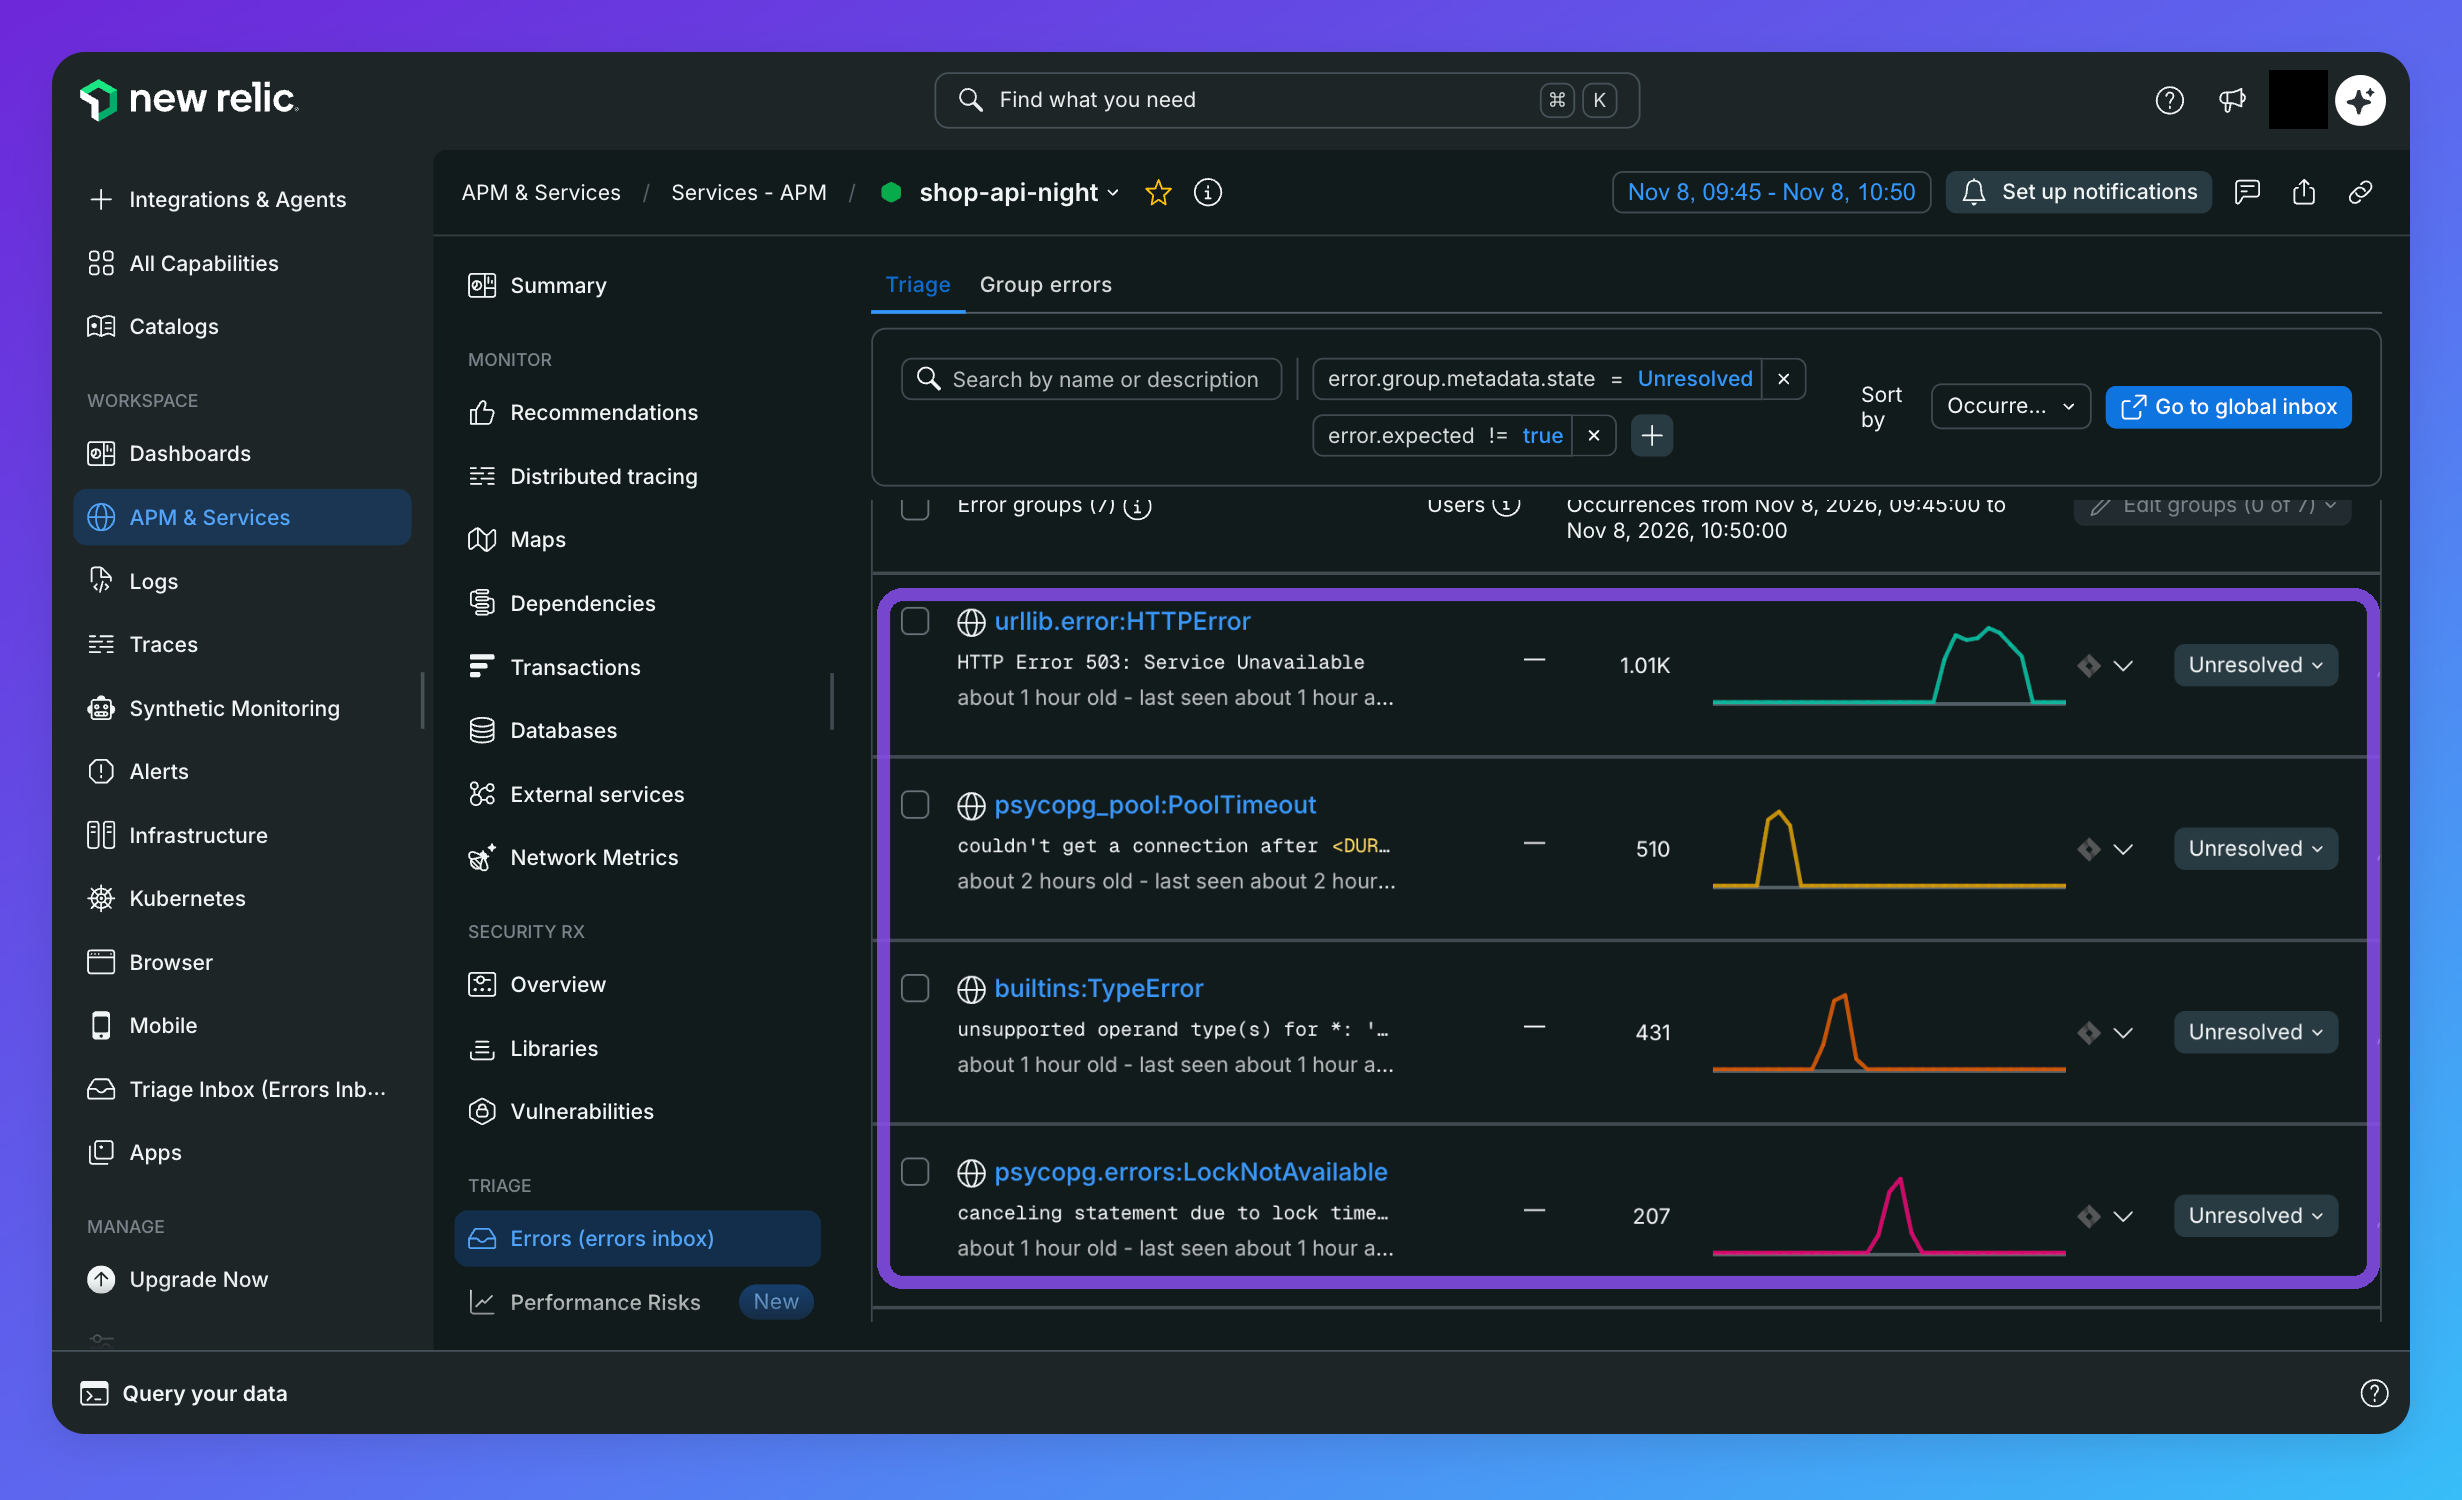 new relic
Find what you need
⌘ K
Integrations & Agents
All Capabilities
Catalogs
WORKSPACE
Dashboards
APM & Services
Logs
Traces
Synthetic Monitoring
Alerts
Infrastructure
Kubernetes
Browser
Mobile
Triage Inbox (Errors Inb...
Apps
MANAGE
Upgrade Now
Query your data
APM & Services / Services - APM / shop-api-night
Nov 8, 09:45 - Nov 8, 10:50
Set up notifications
Summary
MONITOR
Recommendations
Distributed tracing
Maps
Dependencies
Transactions
Databases
External services
Network Metrics
SECURITY RX
Overview
Libraries
Vulnerabilities
TRIAGE
Errors (errors inbox)
Performance Risks New
Triage Group errors
Search by name or description
error.group.metadata.state = Unresolved ×
error.expected != true × +
Sort by
Occurre...
Go to global inbox
Error groups (7)
Users
Occurrences from Nov 8, 2026, 09:45:00 to
Nov 8, 2026, 10:50:00
Edit groups (0 of 7)
urllib.error:HTTPError
HTTP Error 503: Service Unavailable
about 1 hour old - last seen about 1 hour a...
— 1.01K Unresolved
psycopg_pool:PoolTimeout
couldn't get a connection after <DUR...
about 2 hours old - last seen about 2 hour...
— 510 Unresolved
builtins:TypeError
unsupported operand type(s) for *: '...
about 1 hour old - last seen about 1 hour a...
— 431 Unresolved
psycopg.errors:LockNotAvailable
canceling statement due to lock time...
about 1 hour old - last seen about 1 hour a...
— 207 Unresolved